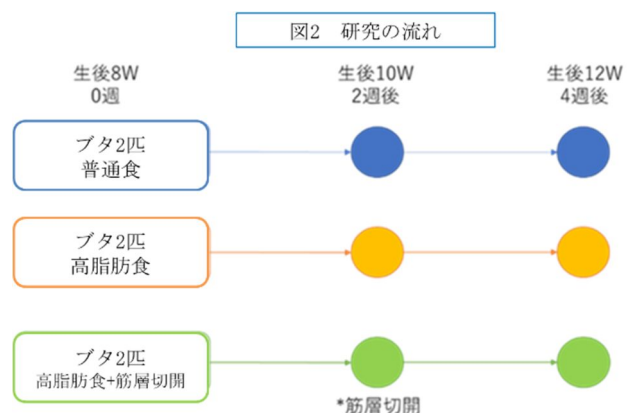 図2 研究の流れ
生後8W
0週
生後10W
2週後
生後12W
4週後
ブタ2匹
普通食
ブタ2匹
高脂肪食
ブタ2匹
高脂肪食+筋層切開
*筋層切開